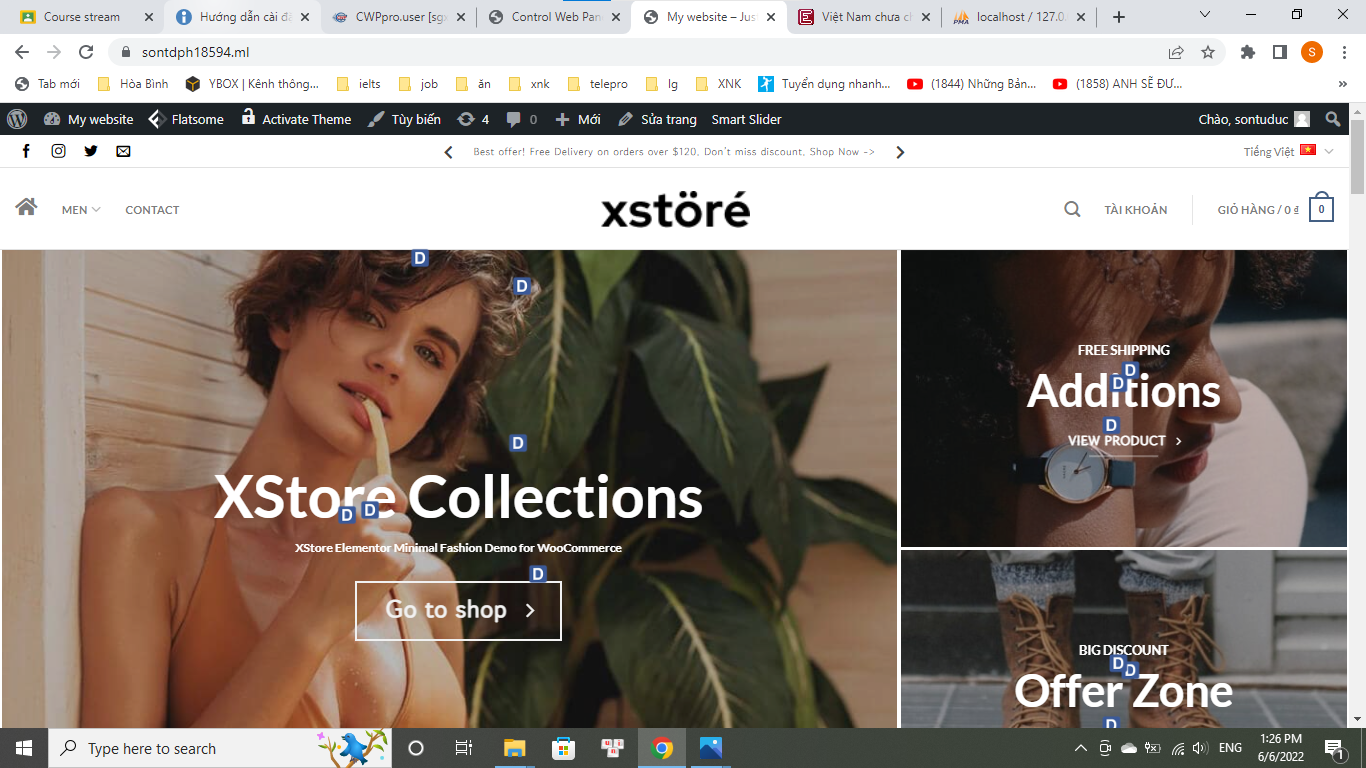 Course stream
Hướng dẫn cài đặ
CWPpro.user [sgx
Control Web Pan
My website – Jus
Việt Nam chưa ch
localhost / 127.0.
sontdph18594.ml
S
Tab mới
Hòa Bình
YBOX | Kênh thông...
ielts
job
ăn
xnk
telepro
lg
XNK
Tuyển dụng nhanh...
(1844) Những Bản...
(1858) ANH SẼ ĐƯ...
»
My website
Flatsome
Activate Theme
Tùy biến
4
0
Mới
Sửa trang
Smart Slider
Chào, sontuduc
Best offer! Free Delivery on orders over $120, Don't miss discount, Shop Now ->
Tiếng Việt
MEN
CONTACT
xstöré
TÀI KHOẢN
GIỎ HÀNG / 0 ₫
0
D
D
FREE SHIPPING
D
D
Additions
D
VIEW PRODUCT
D
XStore Collections
D
D
XStore Elementor Minimal Fashion Demo for WooCommerce
D
Go to shop
BIG DISCOUNT
D
D
Offer Zone
D
Type here to search
ENG
1:26 PM
6/6/2022
1